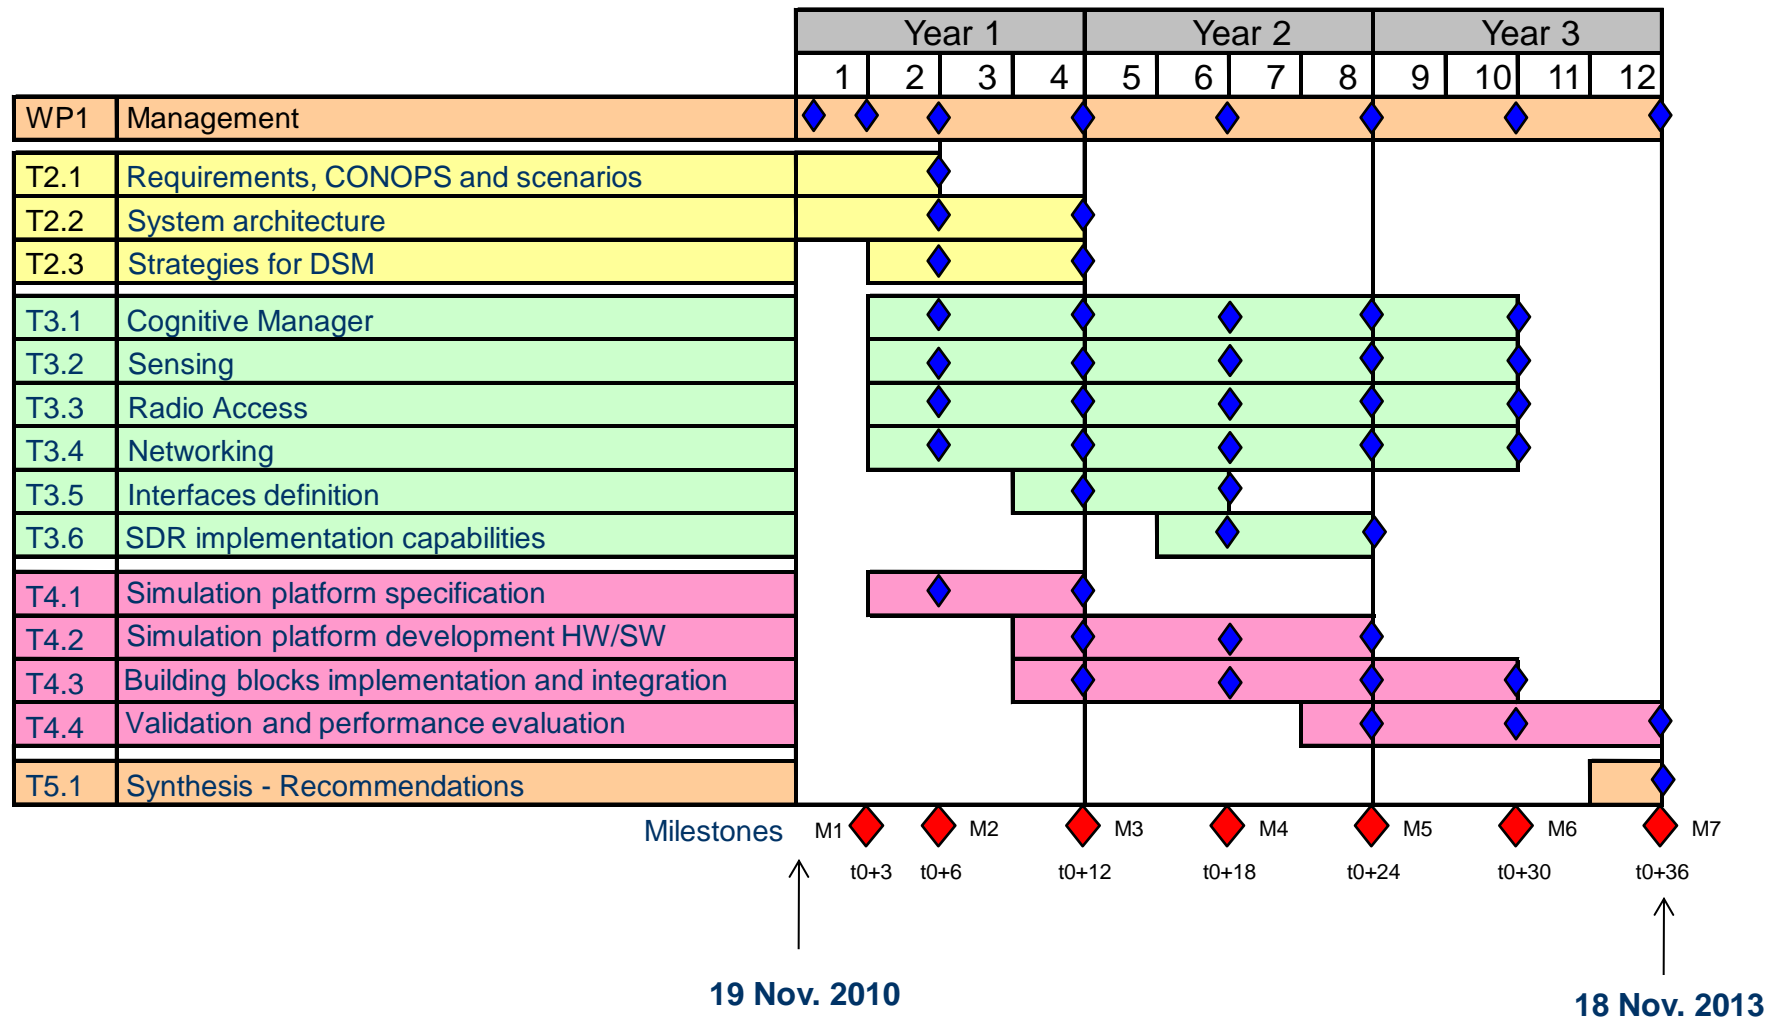 Year 1 Year 2 Year 3
1 2 3 4 5 6 7 8 9 10 11 12
WP1 Management
T2.1 Requirements, CONOPS and scenarios
T2.2 System architecture
T2.3 Strategies for DSM
T3.1 Cognitive Manager
T3.2 Sensing
T3.3 Radio Access
T3.4 Networking
T3.5 Interfaces definition
T3.6 SDR implementation capabilities
T4.1 Simulation platform specification
T4.2 Simulation platform development HW/SW
T4.3 Building blocks implementation and integration
T4.4 Validation and performance evaluation
T5.1 Synthesis - Recommendations
Milestones M1 M2 M3 M4 M5 M6 M7
t0+3 t0+6 t0+12 t0+18 t0+24 t0+30 t0+36
19 Nov. 2010
18 Nov. 2013